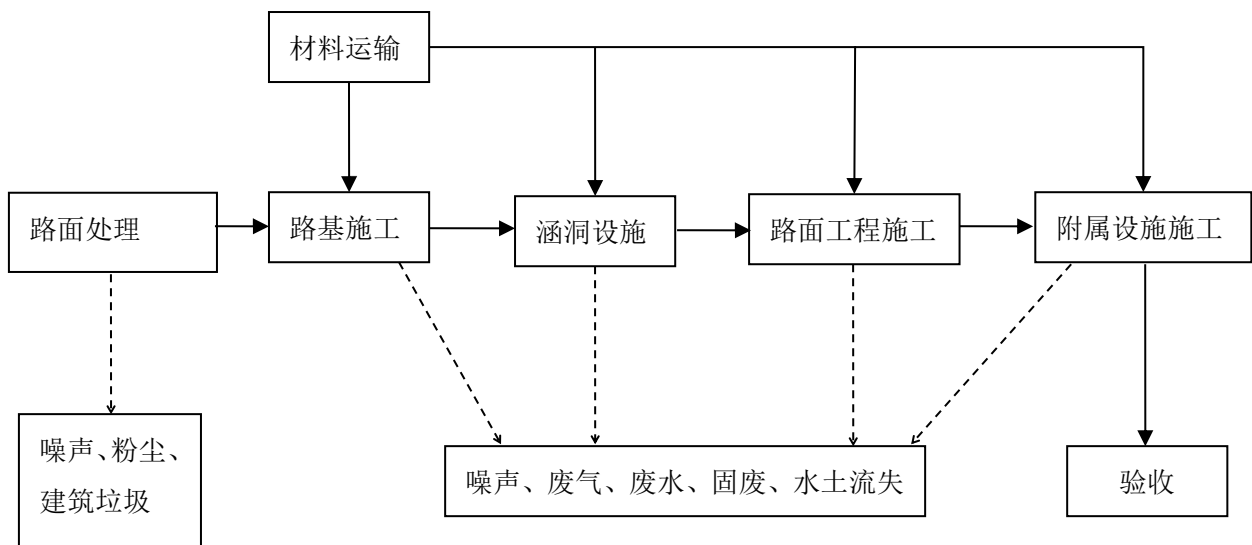 材料运输
路面处理
路基施工
涵洞设施
路面工程施工
附属设施施工
噪声、粉尘、
建筑垃圾
噪声、废气、废水、固废、水土流失
验收